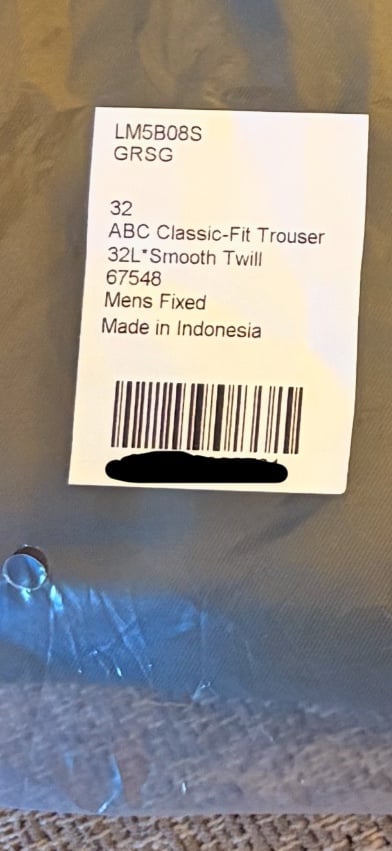 LM5B08S
GRSG
32
ABC Classic-Fit Trouser
32L*Smooth Twill
67548
Mens Fixed
Made in Indonesia